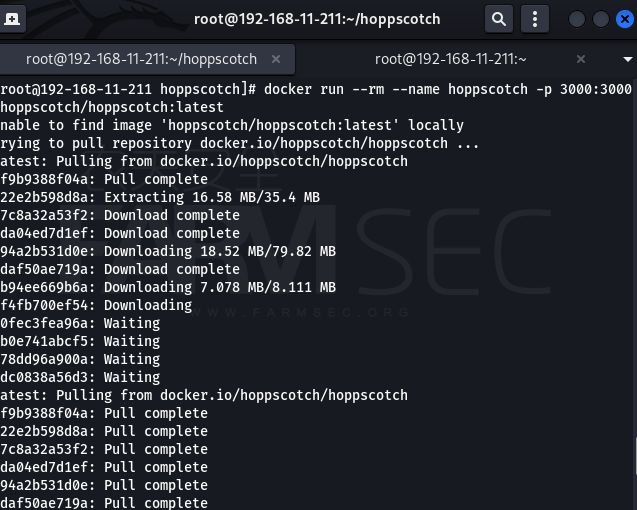 root@192-168-11-211:~/hoppscotch
root@192-168-11-211:~/hoppscotch
root@192-168-11-211:~
root@192-168-11-211 hoppscotch]# docker run --rm --name hoppscotch -p 3000:3000
hoppscotch/hoppscotch:latest
nable to find image 'hoppscotch/hoppscotch:latest' locally
rying to pull repository docker.io/hoppscotch/hoppscotch ...
atest: Pulling from docker.io/hoppscotch/hoppscotch
f9b9388f04a: Pull complete
22e2b598d8a: Extracting 16.58 MB/35.4 MB
7c8a32a53f2: Download complete
da04ed7d1ef: Download complete
94a2b531d0e: Downloading 18.52 MB/79.82 MB
daf50ae719a: Download complete
b94ee669b6a: Downloading 7.078 MB/8.111 MB
f4fb700ef54: Downloading
0fec3fea96a: Waiting
b0e741abcf5: Waiting
78dd96a900a: Waiting
dc0838a56d3: Waiting
atest: Pulling from docker.io/hoppscotch/hoppscotch
f9b9388f04a: Pull complete
22e2b598d8a: Pull complete
7c8a32a53f2: Pull complete
da04ed7d1ef: Pull complete
94a2b531d0e: Pull complete
daf50ae719a: Pull complete
FARMSEC
WWW.FARMSEC.ORG